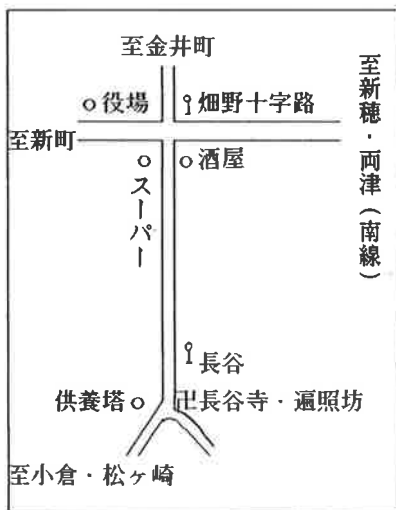 至金井町
役場
畑野十字路
至新穂・両津(南線)
至新町
スーパー
酒屋
長谷
供養塔
卍長谷寺・遍照坊
至小倉・松ヶ崎